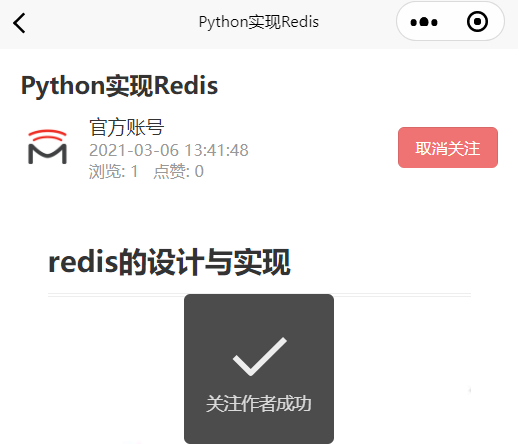 Python实现Redis
Python实现Redis
官方账号
2021-03-06 13:41:48
浏览: 1 点赞: 0
取消关注
redis的设计与实现
关注作者成功